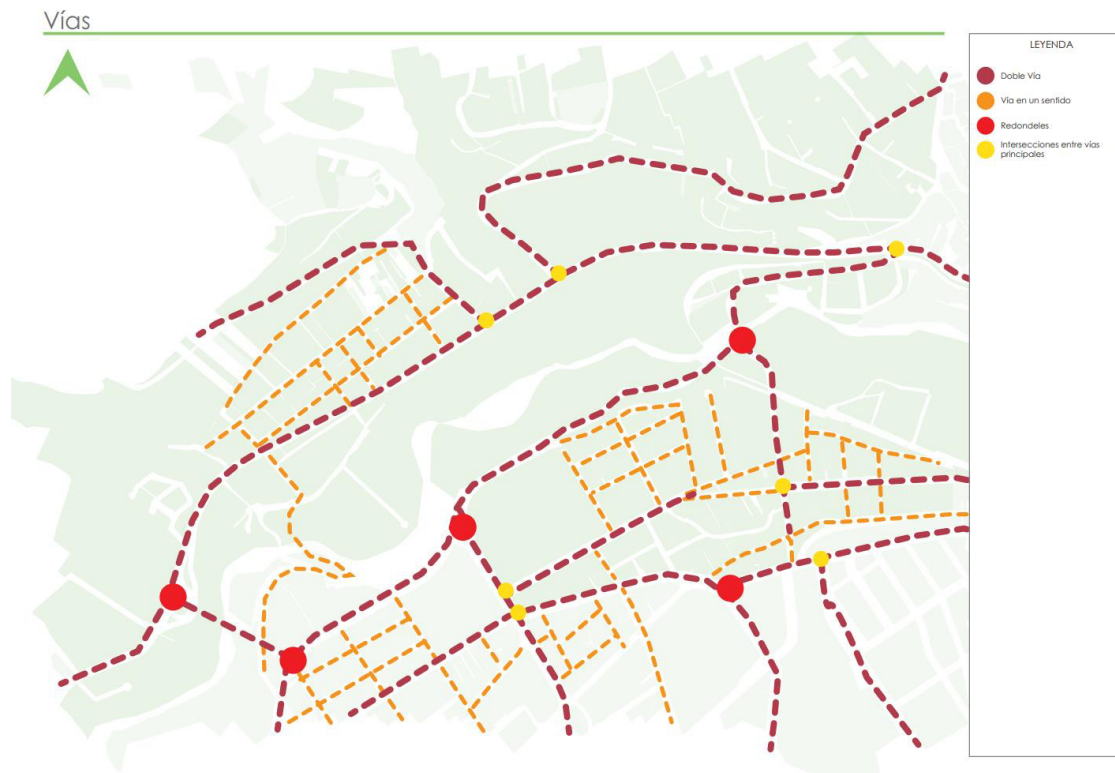 Vías
LEYENDA
Doble Vía
Vía en un sentido
Redondeles
Intersecciones entre vías
principales